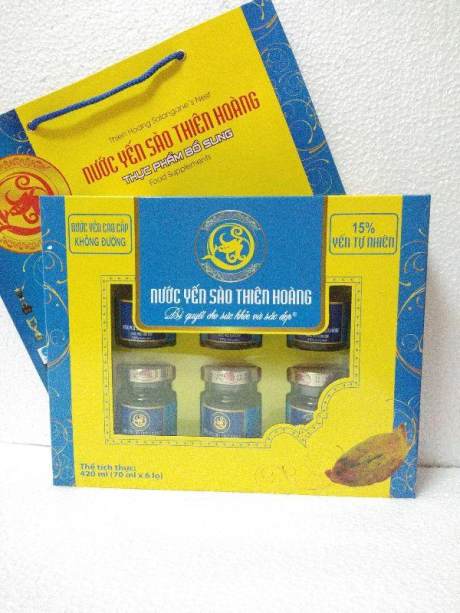 Thien Hoang Salangane's Nest
NƯỚC YẾN SÀO THIÊN HOÀNG
THỰC PHẨM BỔ SUNG
Food Supplements
NƯỚC YẾN CAO CẤP
KHÔNG ĐƯỜNG
15%
YẾN TỰ NHIÊN
NƯỚC YẾN SÀO THIÊN HOÀNG
Bí quyết cho sức khỏe và sắc đẹp®
Thể tích thực:
420 ml (70 ml x 6 lọ)